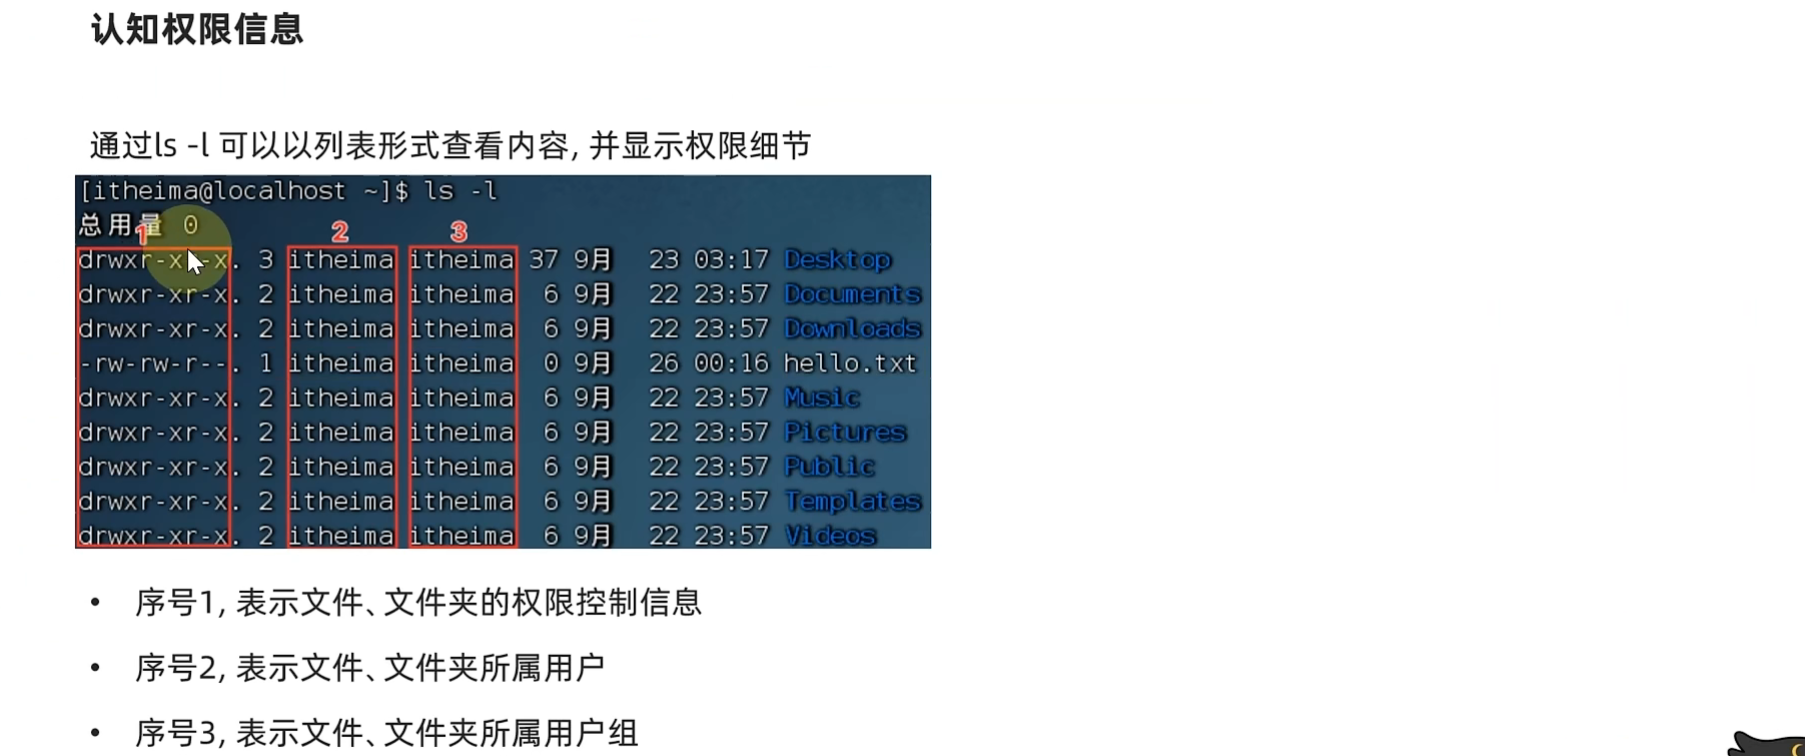 认知权限信息
通过ls -l 可以以列表形式查看内容, 并显示权限细节
[itheima@localhost ~]$ ls -l
总用量 0
1 2 3
drwxr-xr-x. 3 itheima itheima 37 9月 23 03:17 Desktop
drwxr-xr-x. 2 itheima itheima 6 9月 22 23:57 Documents
drwxr-xr-x. 2 itheima itheima 6 9月 22 23:57 Downloads
-rw-rw-r--. 1 itheima itheima 0 9月 26 00:16 hello.txt
drwxr-xr-x. 2 itheima itheima 6 9月 22 23:57 Music
drwxr-xr-x. 2 itheima itheima 6 9月 22 23:57 Pictures
drwxr-xr-x. 2 itheima itheima 6 9月 22 23:57 Public
drwxr-xr-x. 2 itheima itheima 6 9月 22 23:57 Templates
drwxr-xr-x. 2 itheima itheima 6 9月 22 23:57 Videos
• 序号1, 表示文件、文件夹的权限控制信息
• 序号2, 表示文件、文件夹所属用户
• 序号3, 表示文件、文件夹所属用户组